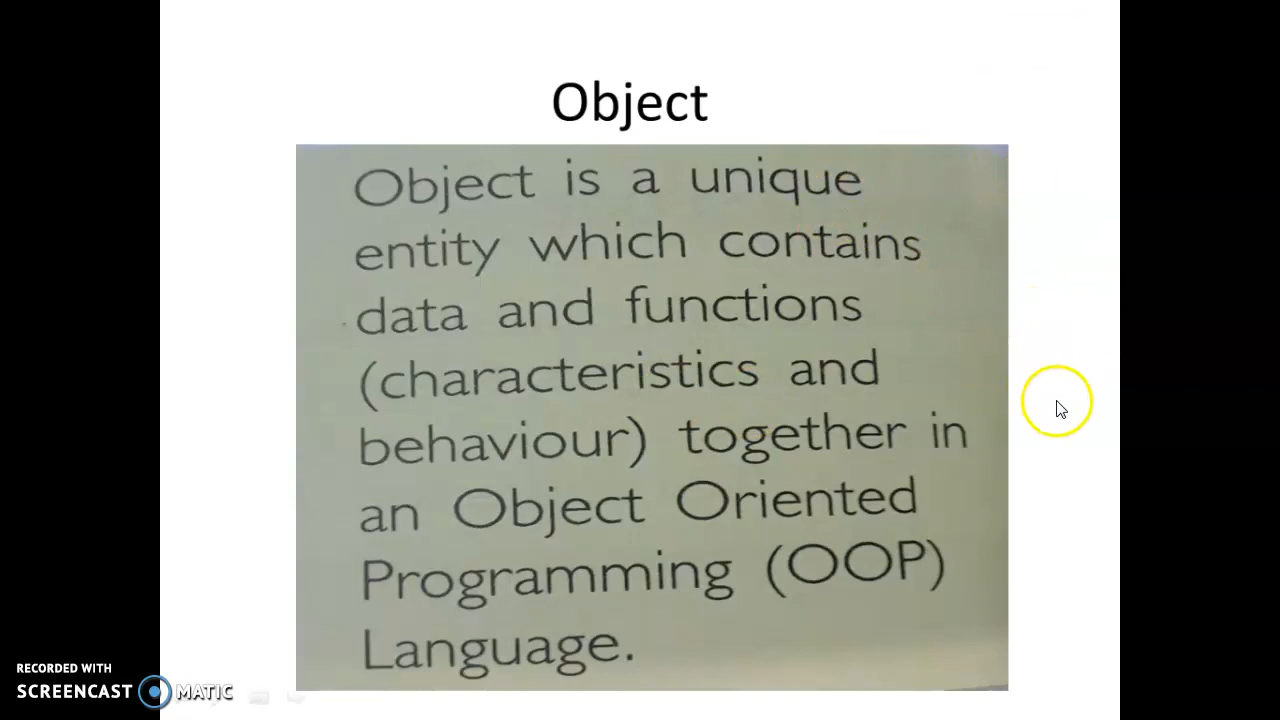 Object
Object is a unique
entity which contains
data and functions
(characteristics and
behaviour) together in
an Object Oriented
Programming (OOP)
Language.
RECORDED WITH
SCREENCAST MATIC